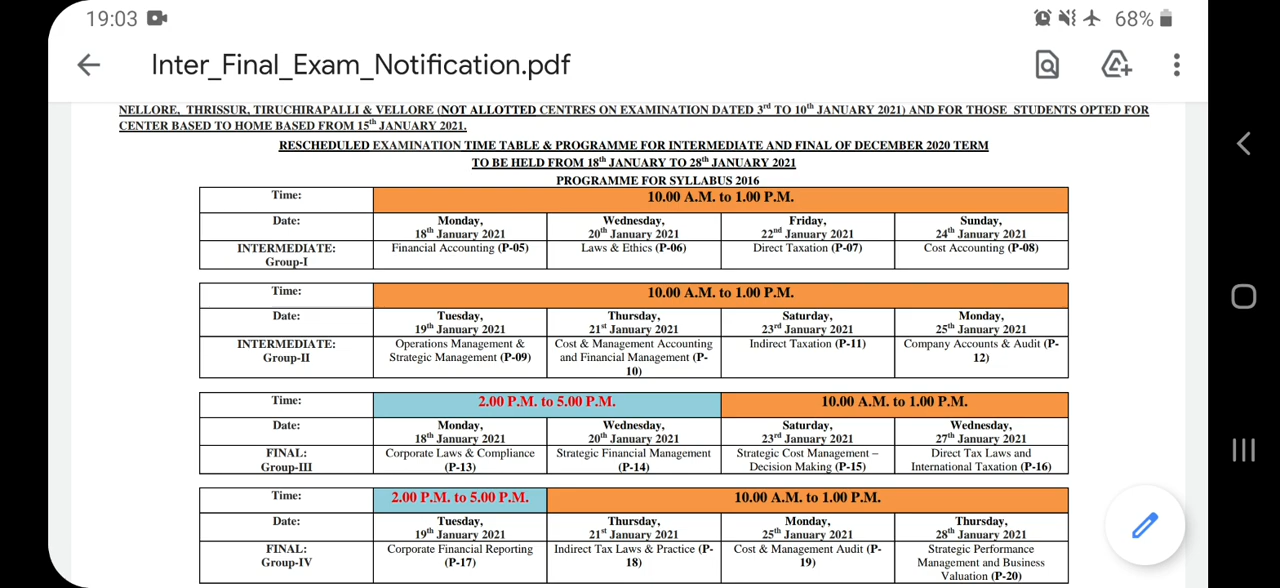 19:03 68%
Inter_Final_Exam_Notification.pdf
NELLORE, THRISSUR, TIRUCHIRAPALLI & VELLORE (NOT ALLOTTED CENTRES ON EXAMINATION DATED 3rd TO 10th JANUARY 2021) AND FOR THOSE STUDENTS OPTED FOR
CENTER BASED TO HOME BASED FROM 15th JANUARY 2021.
RESCHEDULED EXAMINATION TIME TABLE & PROGRAMME FOR INTERMEDIATE AND FINAL OF DECEMBER 2020 TERM
TO BE HELD FROM 18th JANUARY TO 28th JANUARY 2021
PROGRAMME FOR SYLLABUS 2016
Time: 10.00 A.M. to 1.00 P.M.
Date: Monday, Wednesday, Friday, Sunday,
18th January 2021 20th January 2021 22nd January 2021 24th January 2021
INTERMEDIATE: Financial Accounting (P-05) Laws & Ethics (P-06) Direct Taxation (P-07) Cost Accounting (P-08)
Group-I
Time: 10.00 A.M. to 1.00 P.M.
Date: Tuesday, Thursday, Saturday, Monday,
19th January 2021 21st January 2021 23rd January 2021 25th January 2021
INTERMEDIATE: Operations Management & Cost & Management Accounting Indirect Taxation (P-11) Company Accounts & Audit (P-
Group-II Strategic Management (P-09) and Financial Management (P- 12)
10)
Time: 2.00 P.M. to 5.00 P.M. 10.00 A.M. to 1.00 P.M.
Date: Monday, Wednesday, Saturday, Wednesday,
18th January 2021 20th January 2021 23rd January 2021 27th January 2021
FINAL: Corporate Laws & Compliance Strategic Financial Management Strategic Cost Management – Direct Tax Laws and
Group-III (P-13) (P-14) Decision Making (P-15) International Taxation (P-16)
Time: 2.00 P.M. to 5.00 P.M. 10.00 A.M. to 1.00 P.M.
Date: Tuesday, Thursday, Monday, Thursday,
19th January 2021 21st January 2021 25th January 2021 28th January 2021
FINAL: Corporate Financial Reporting Indirect Tax Laws & Practice (P- Cost & Management Audit (P- Strategic Performance
Group-IV (P-17) 18) 19) Management and Business
Valuation (P-20)